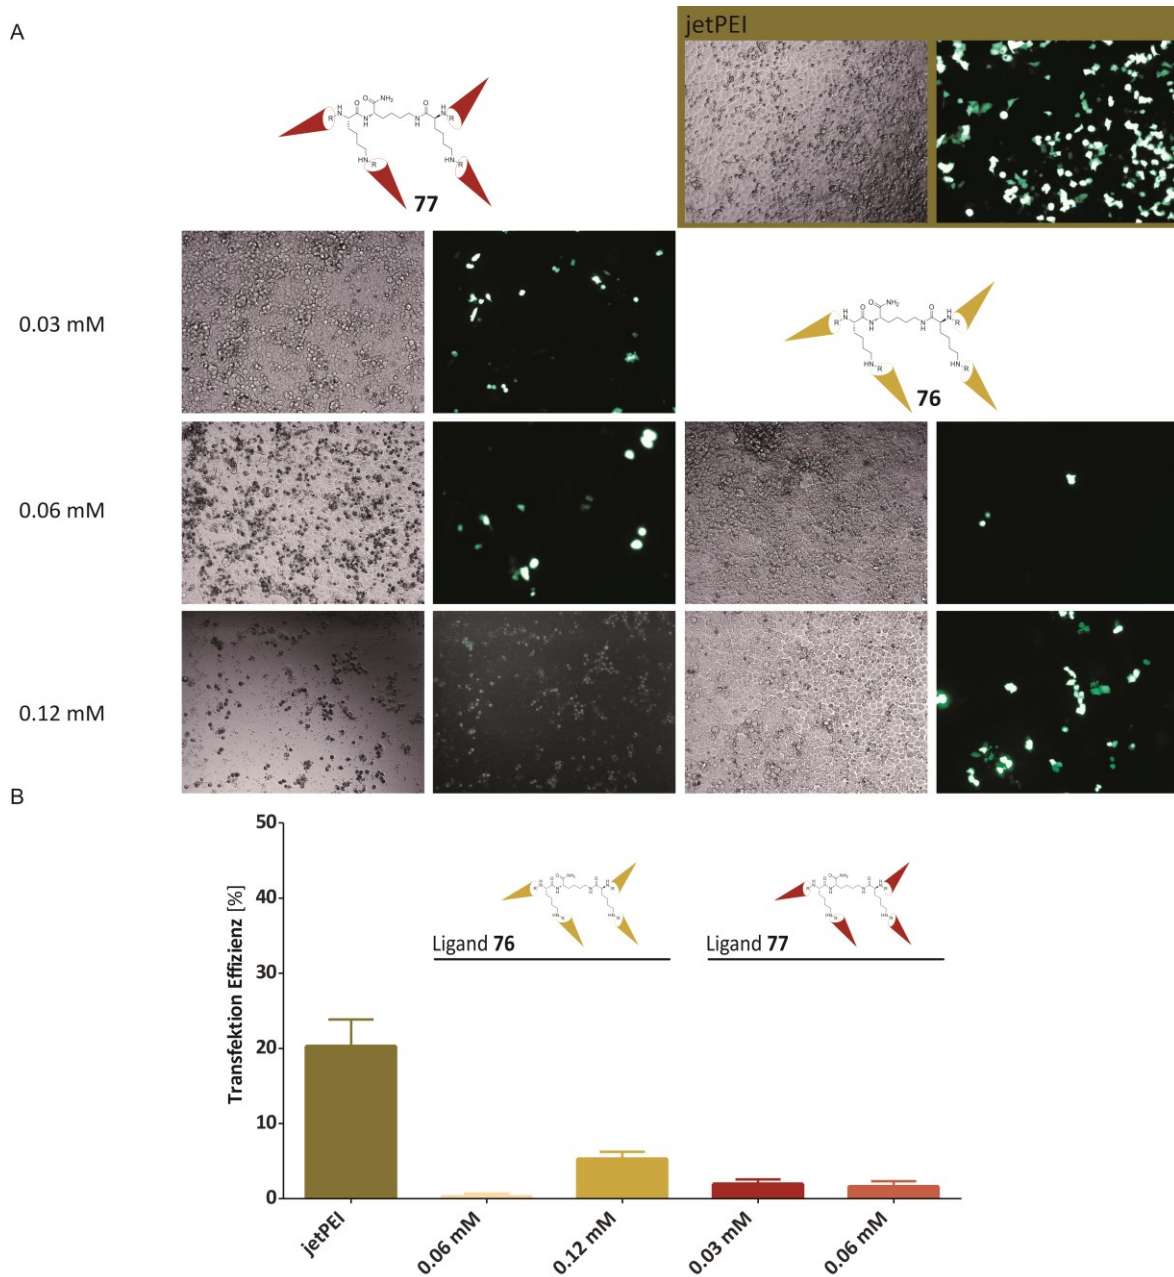 A
jetPEI
77
0.03 mM
76
0.06 mM
0.12 mM
B
Transfektion Effizienz [%]
50
40
30
20
10
0
Ligand 76
Ligand 77
jetPEI
0.06 mM
0.12 mM
0.03 mM
0.06 mM